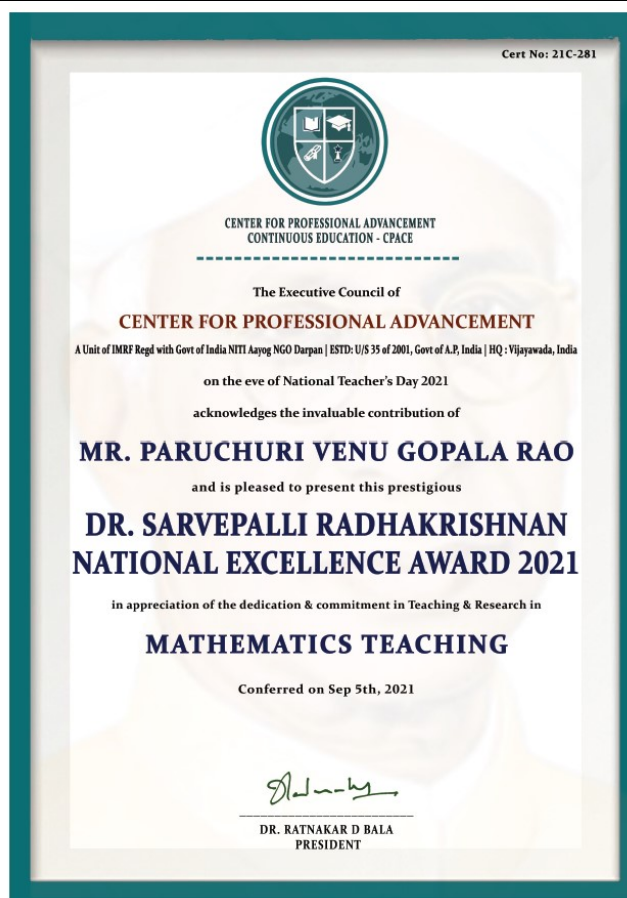 Cert No: 21C-281
CENTER FOR PROFESSIONAL ADVANCEMENT
CONTINUOUS EDUCATION - CPACE
The Executive Council of
CENTER FOR PROFESSIONAL ADVANCEMENT
A Unit of IMRF Regd with Govt of India NITI Aayog NGO Darpan | ESTD: U/S 35 of 2001, Govt of A.P, India | HQ : Vijayawada, India
on the eve of National Teacher's Day 2021
acknowledges the invaluable contribution of
MR. PARUCHURI VENU GOPALA RAO
and is pleased to present this prestigious
DR. SARVEPALLI RADHAKRISHNAN
NATIONAL EXCELLENCE AWARD 2021
in appreciation of the dedication & commitment in Teaching & Research in
MATHEMATICS TEACHING
Conferred on Sep 5th, 2021
DR. RATNAKAR D BALA
PRESIDENT